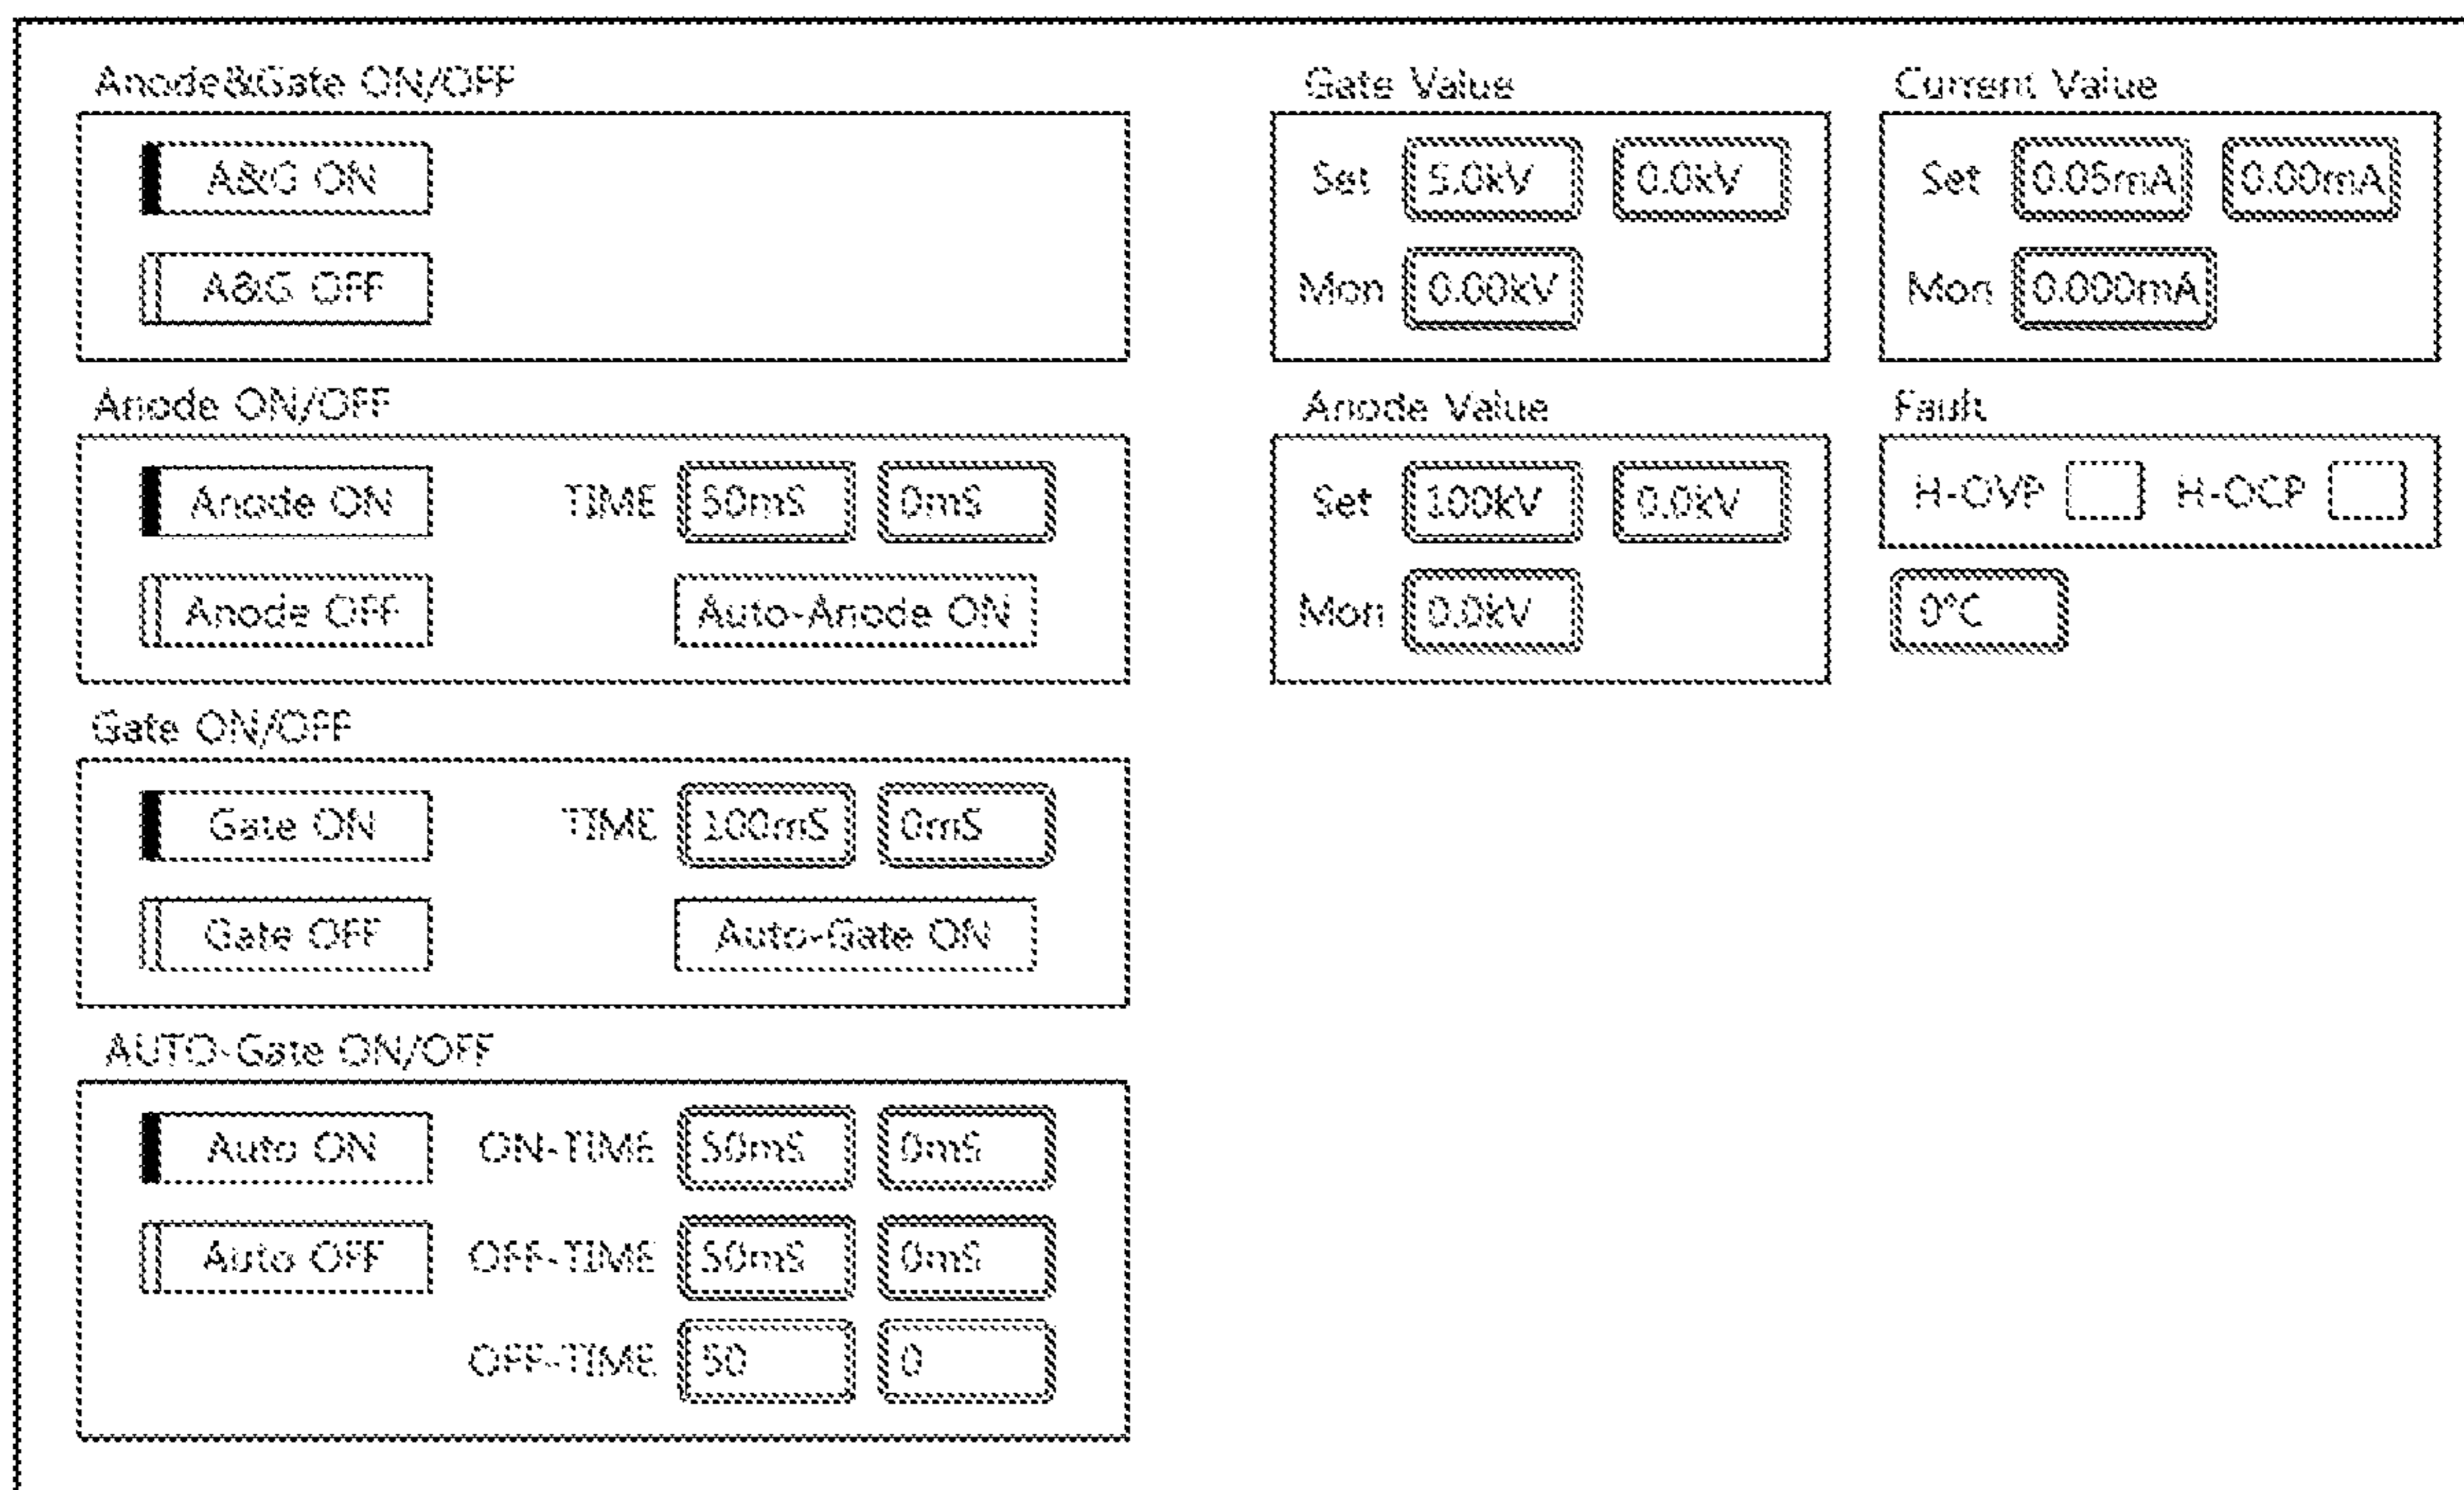 Anode&Gate ON/OFF
A&G ON
A&G OFF
Anode ON/OFF
Anode ON TIME 50mS 0mS
Anode OFF Auto-Anode ON
Gate ON/OFF
Gate ON TIME 100mS 0mS
Gate OFF Auto-Gate ON
AUTO-Gate ON/OFF
Auto ON ON-TIME 50mS 0mS
Auto OFF OFF-TIME 50mS 0mS
OFF-TIME 50 0
Gate Value
Set 5.0kV 0.0kV
Mon 0.00kV
Anode Value
Set 100kV 0.0kV
Mon 0.0kV
Current Value
Set 0.05mA 0.00mA
Mon 0.000mA
Fault
H-OVP H-OCP
0°C